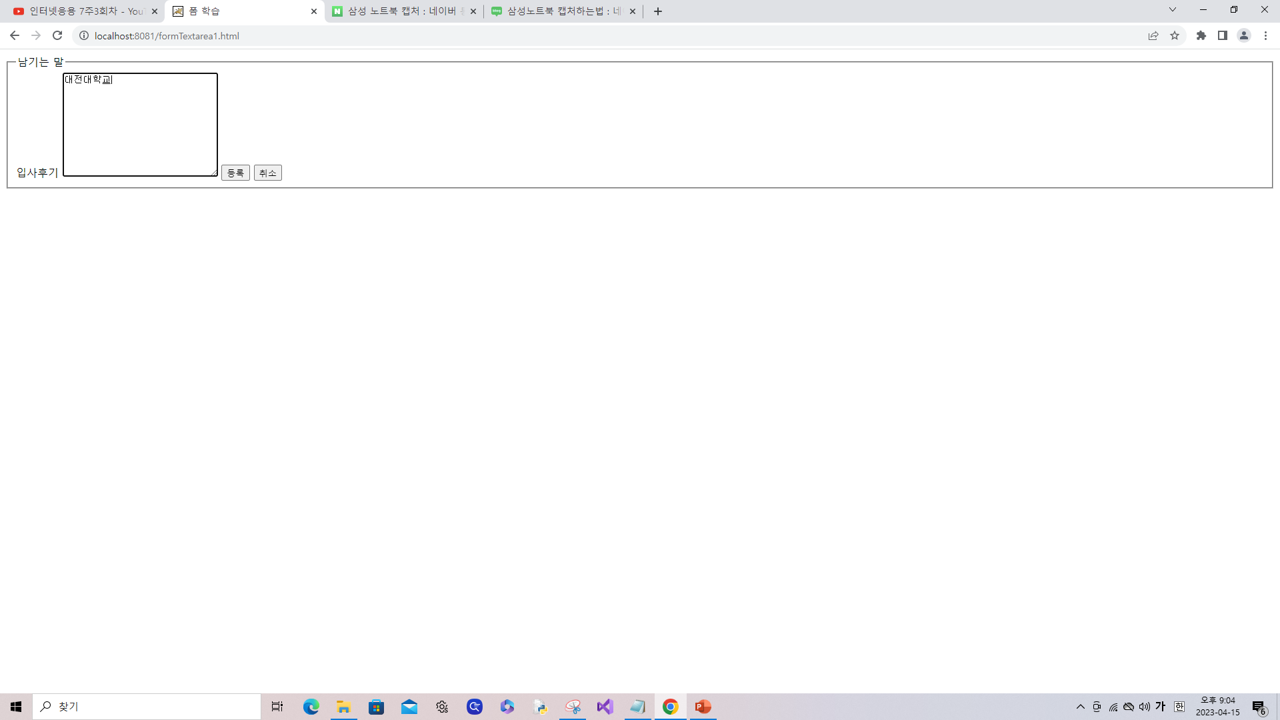 인터넷응용 7주3회차 - You
폼 학습
삼성 노트북 캡처 : 네이버
삼성노트북 캡처하는법 : 네
localhost:8081/formTextarea1.html
남기는 말
대전대학교
입사후기
등록
취소
찾기
가
한
오후 9:04
2023-04-15
6